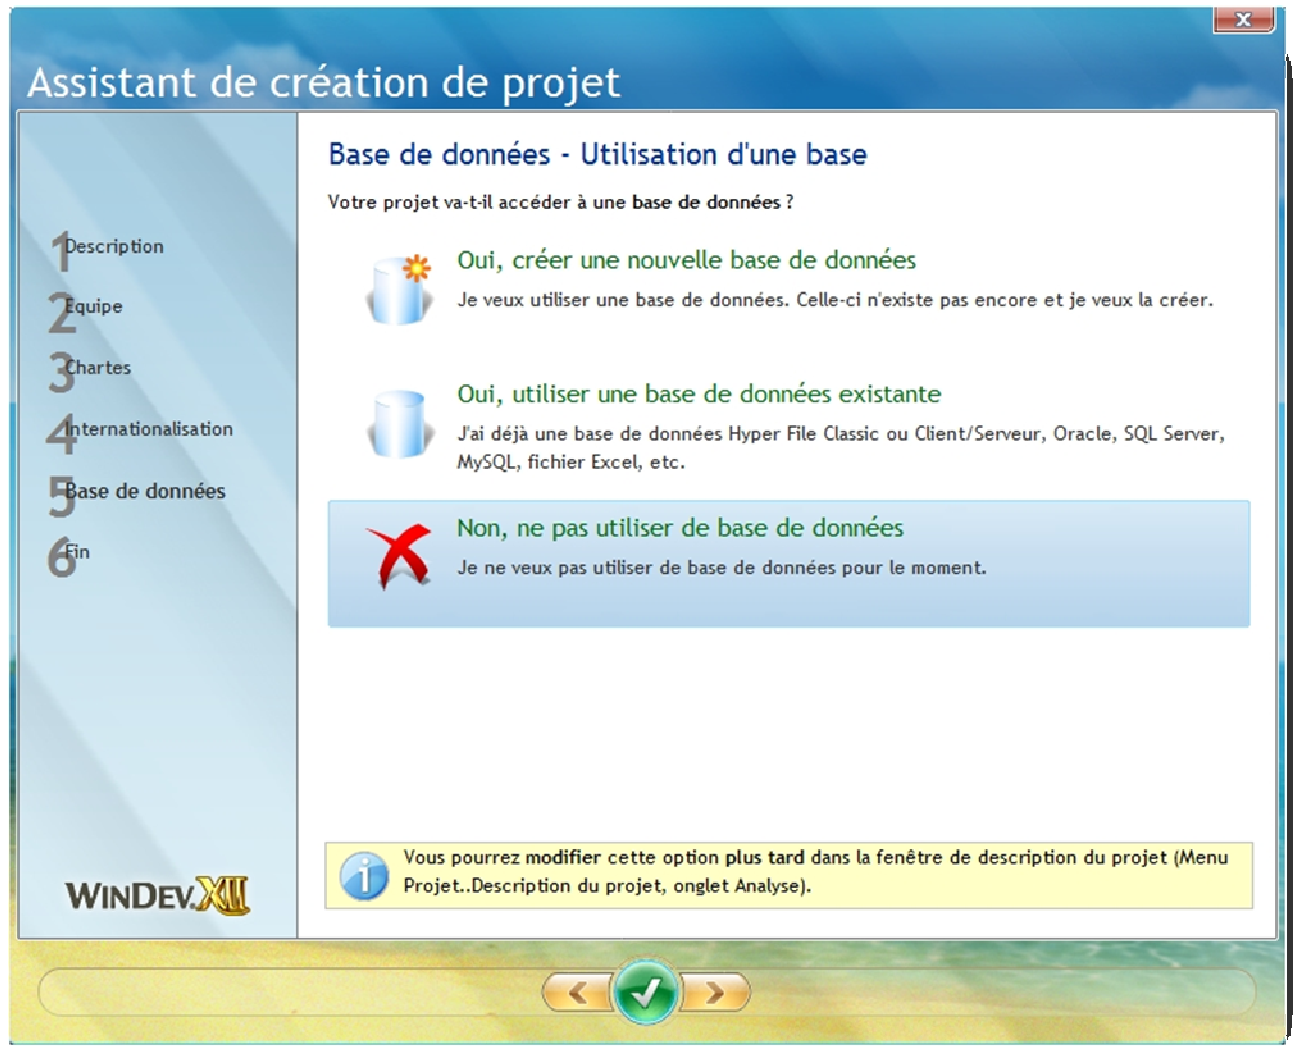 Assistant de création de projet
1 Description
2 Equipe
3 Chartes
4 Internationalisation
5 Base de données
6 Fin
WINDEV.XII
Base de données - Utilisation d'une base
Votre projet va-t-il accéder à une base de données ?
Oui, créer une nouvelle base de données
Je veux utiliser une base de données. Celle-ci n'existe pas encore et je veux la créer.
Oui, utiliser une base de données existante
J'ai déjà une base de données Hyper File Classic ou Client/Serveur, Oracle, SQL Server,
MySQL, fichier Excel, etc.
Non, ne pas utiliser de base de données
Je ne veux pas utiliser de base de données pour le moment.
Vous pourrez modifier cette option plus tard dans la fenêtre de description du projet (Menu
Projet..Description du projet, onglet Analyse).